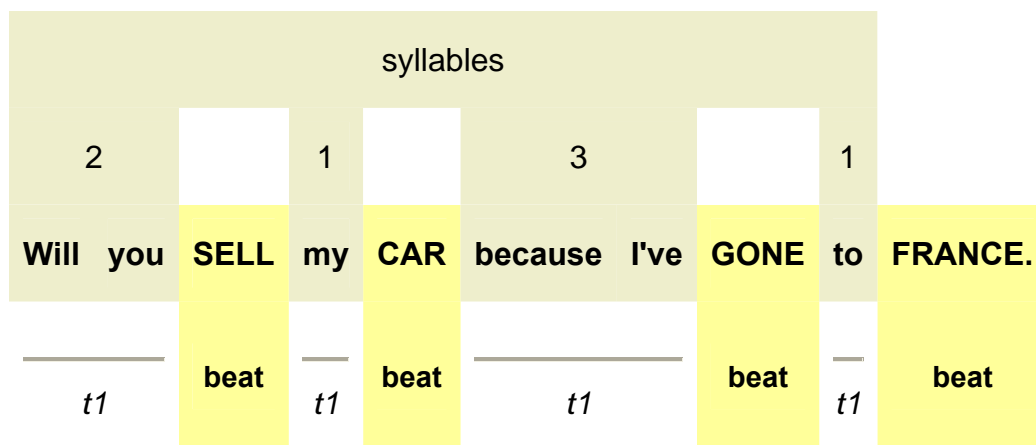 syllables
2 1 3 1
Will you SELL my CAR because I've GONE to FRANCE.
beat beat beat beat
t1 t1 t1 t1